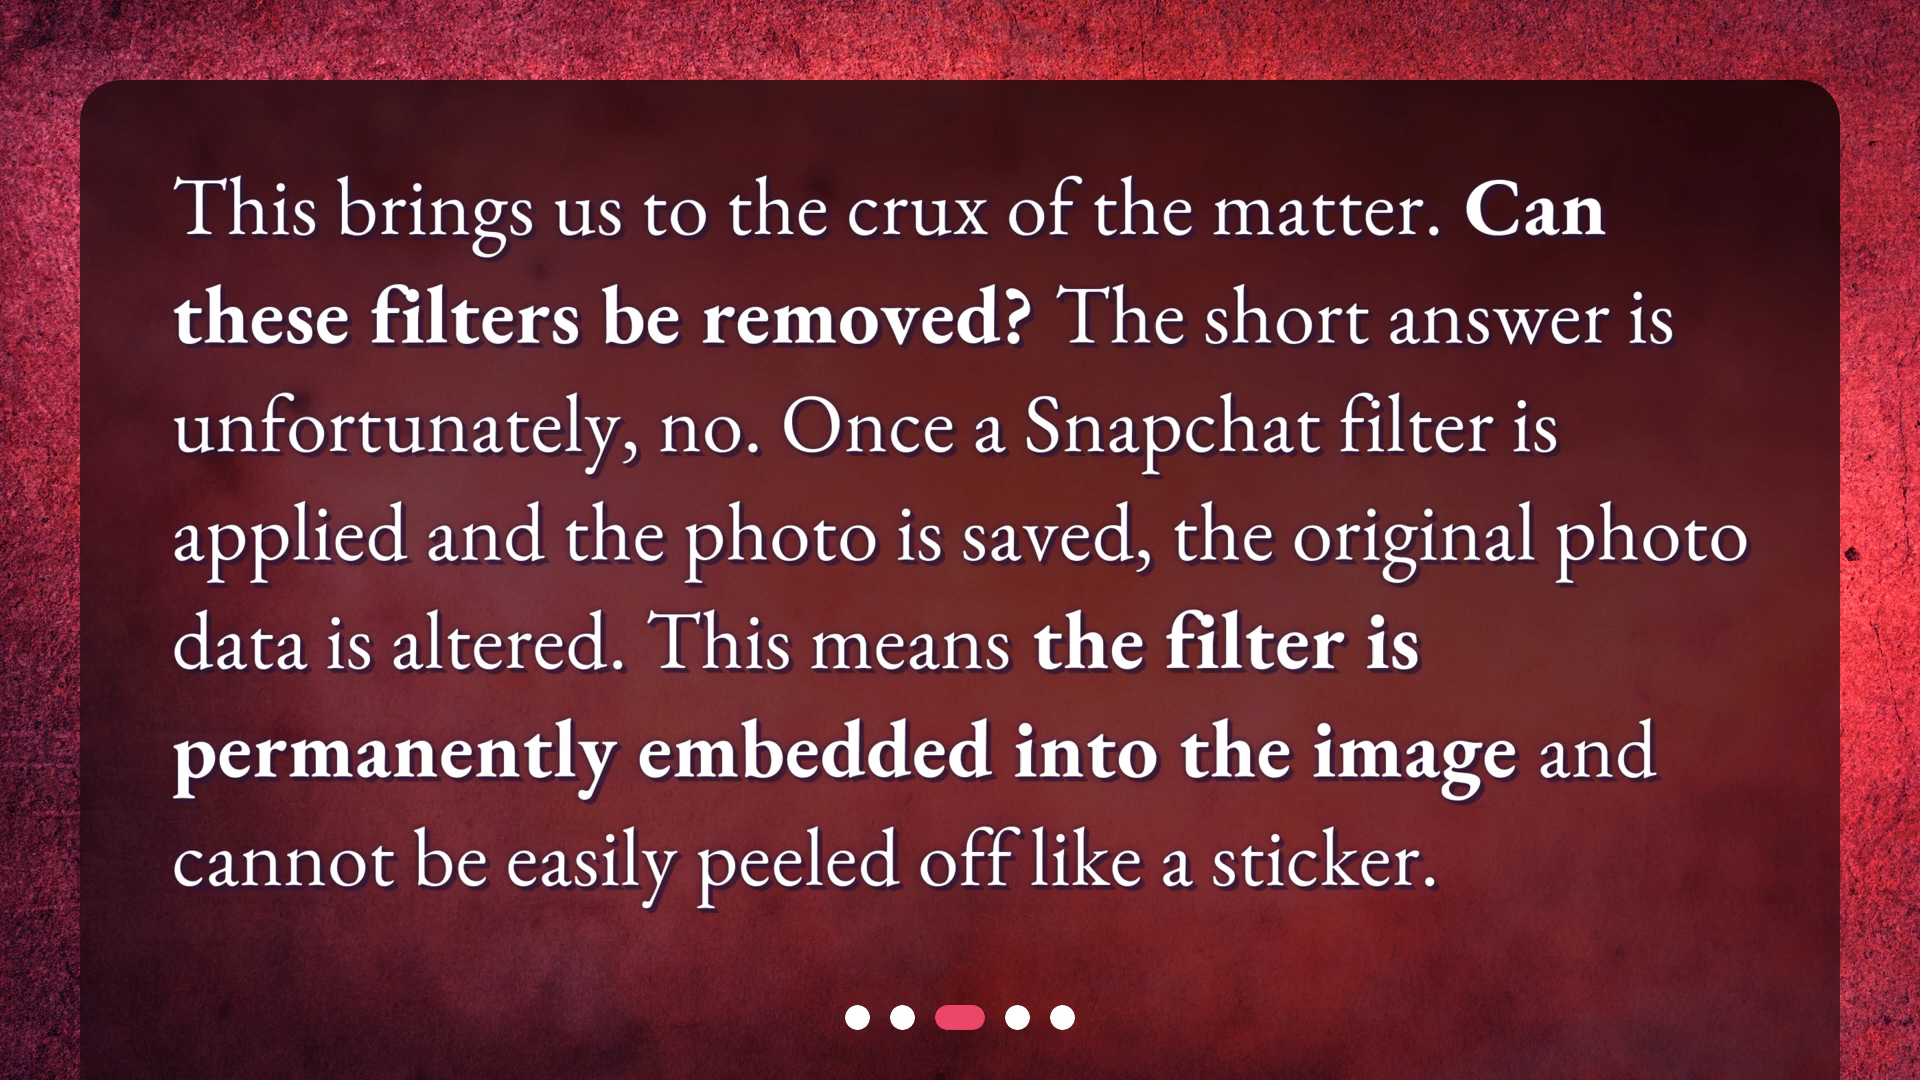 This brings us to the crux of the matter. Can
these filters be removed? The short answer is
unfortunately, no. Once a Snapchat filter is
applied and the photo is saved, the original photo
data is altered. This means the filter is
permanently embedded into the image and
cannot be easily peeled off like a sticker.